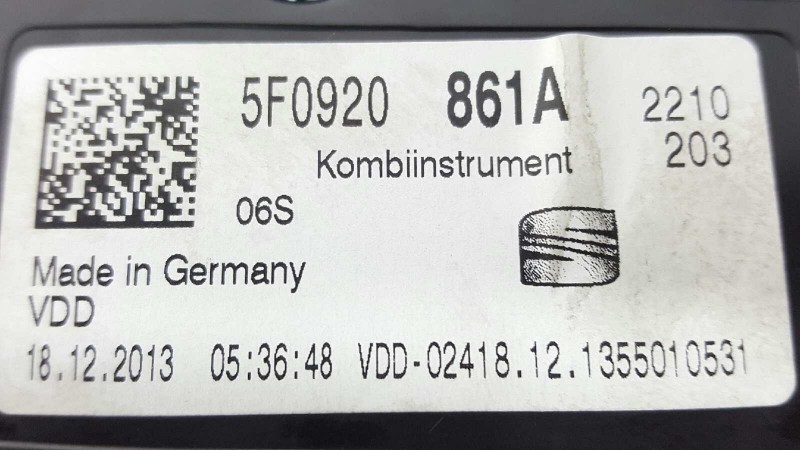 5F0920 861A 2210
Kombiinstrument 203
06S
Made in Germany
VDD
18.12.2013 05:36:48 VDD-02418.12.1355010531